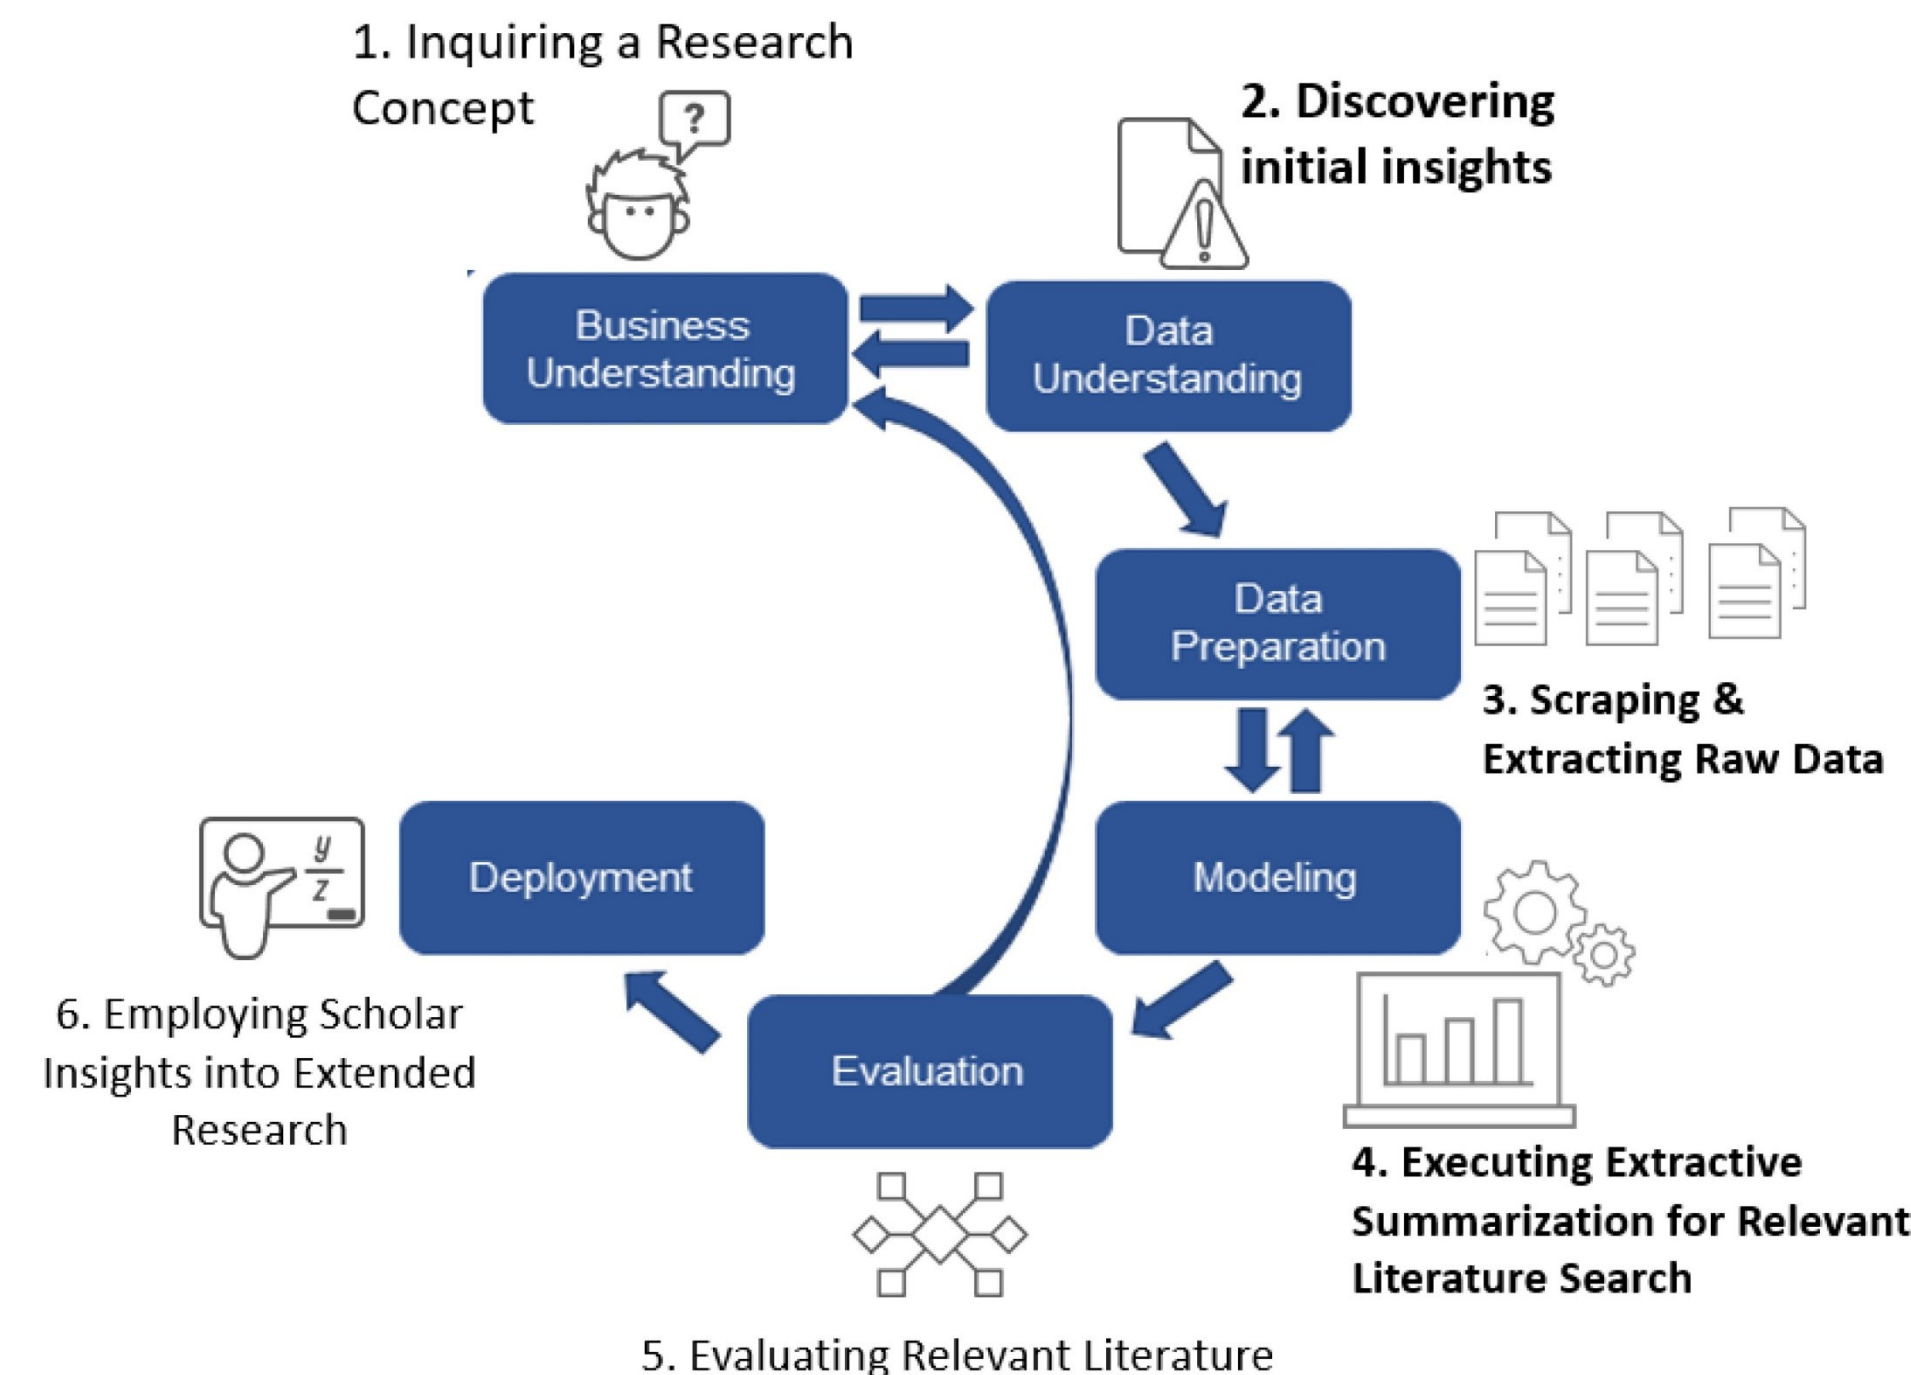 1. Inquiring a Research
Concept
?
2. Discovering
initial insights
Business
Understanding
Data
Understanding
Data
Preparation
3. Scraping &
Extracting Raw Data
Modeling
4. Executing Extractive
Summarization for Relevant
Literature Search
Evaluation
5. Evaluating Relevant Literature
Deployment
y
z
6. Employing Scholar
Insights into Extended
Research